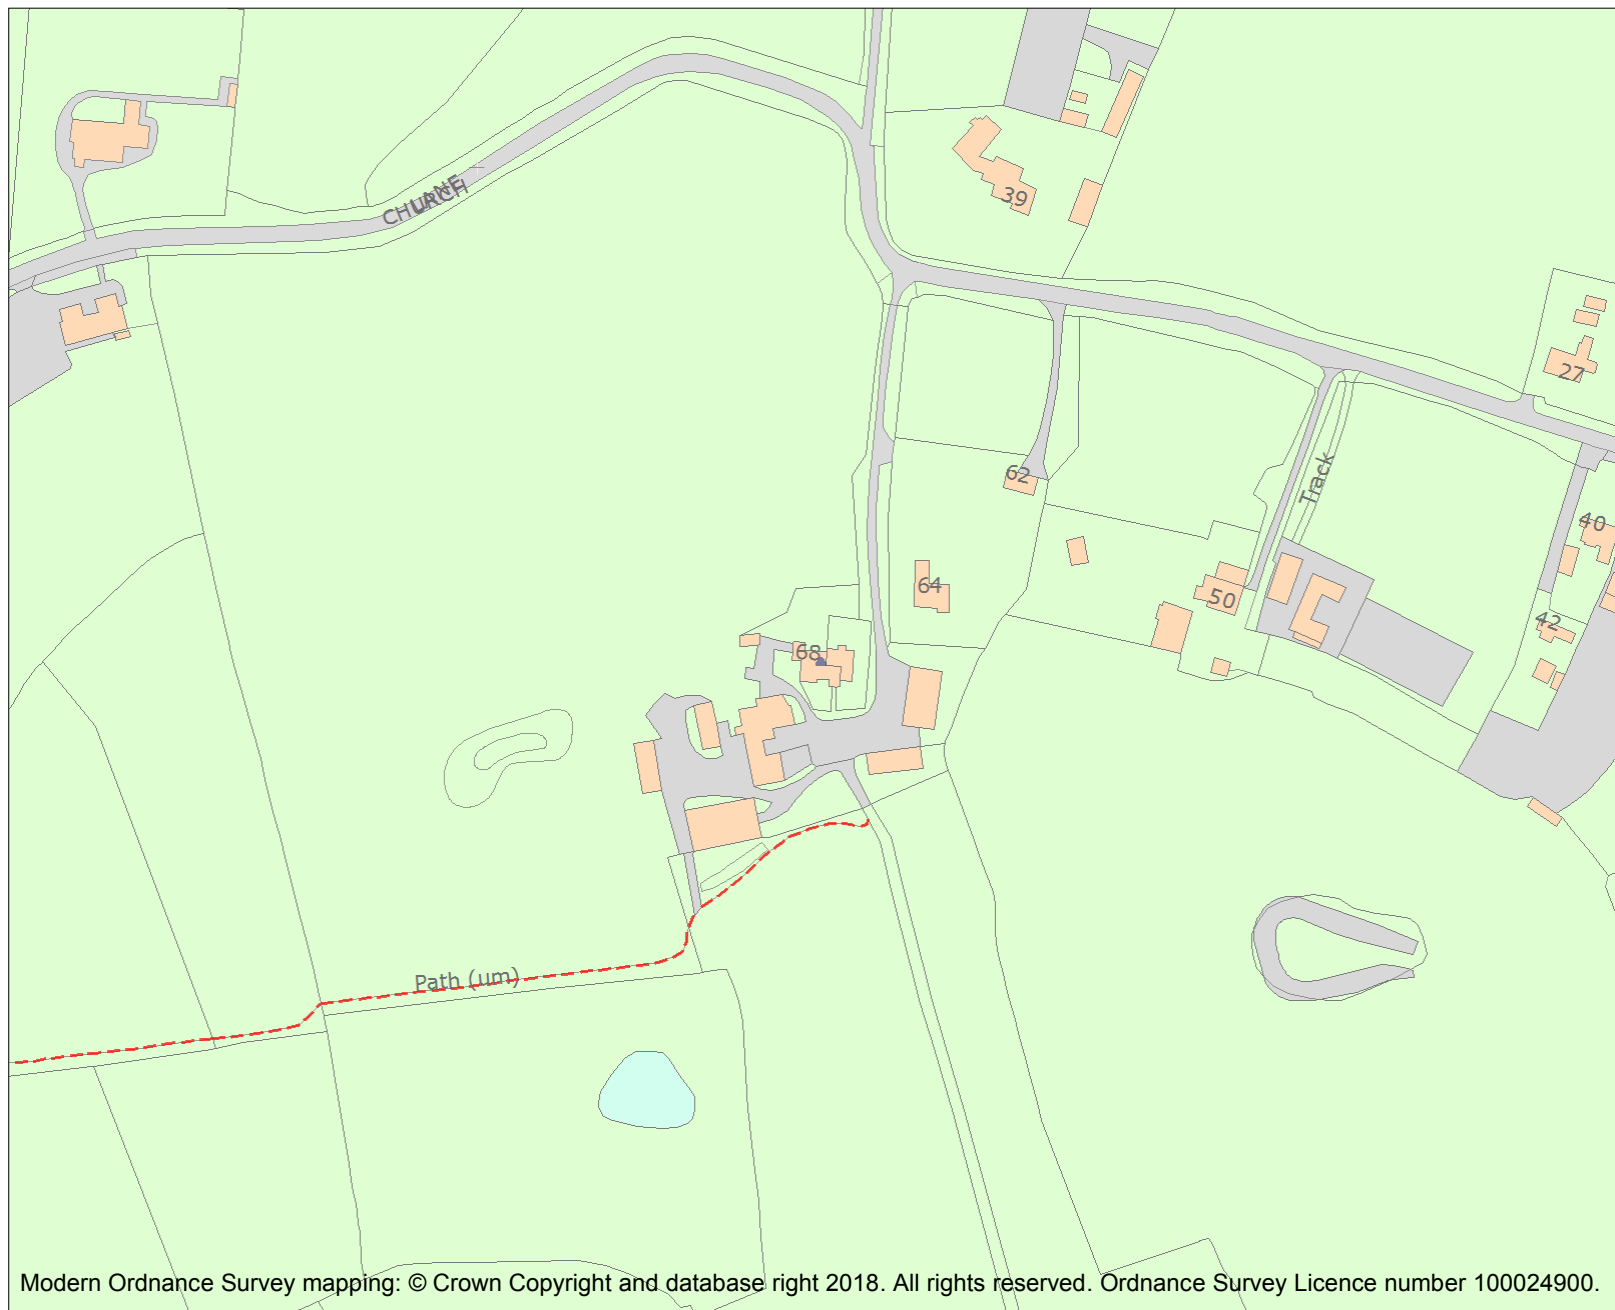 CHURCH
LANE
39
27
62
Track
40
64
50
42
68
Path (um)
Modern Ordnance Survey mapping: © Crown Copyright and database right 2018. All rights reserved. Ordnance Survey Licence number 100024900.